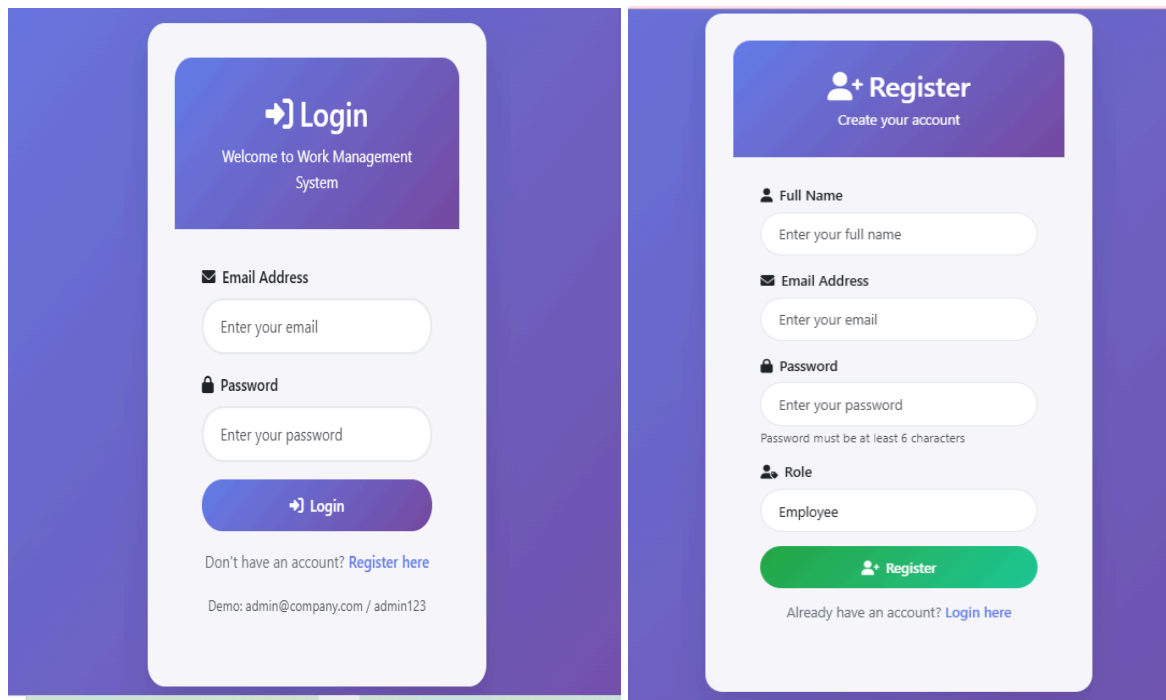 Login
Welcome to Work Management
System
Email Address
Enter your email
Password
Enter your password
Login
Don't have an account? Register here
Demo: admin@company.com / admin123
Register
Create your account
Full Name
Enter your full name
Email Address
Enter your email
Password
Enter your password
Password must be at least 6 characters
Role
Employee
Register
Already have an account? Login here